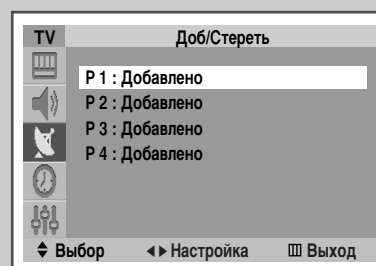 TV Доб/Стереть
P 1 : Добавлено
P 2 : Добавлено
P 3 : Добавлено
P 4 : Добавлено
Выбор Настройка Выход